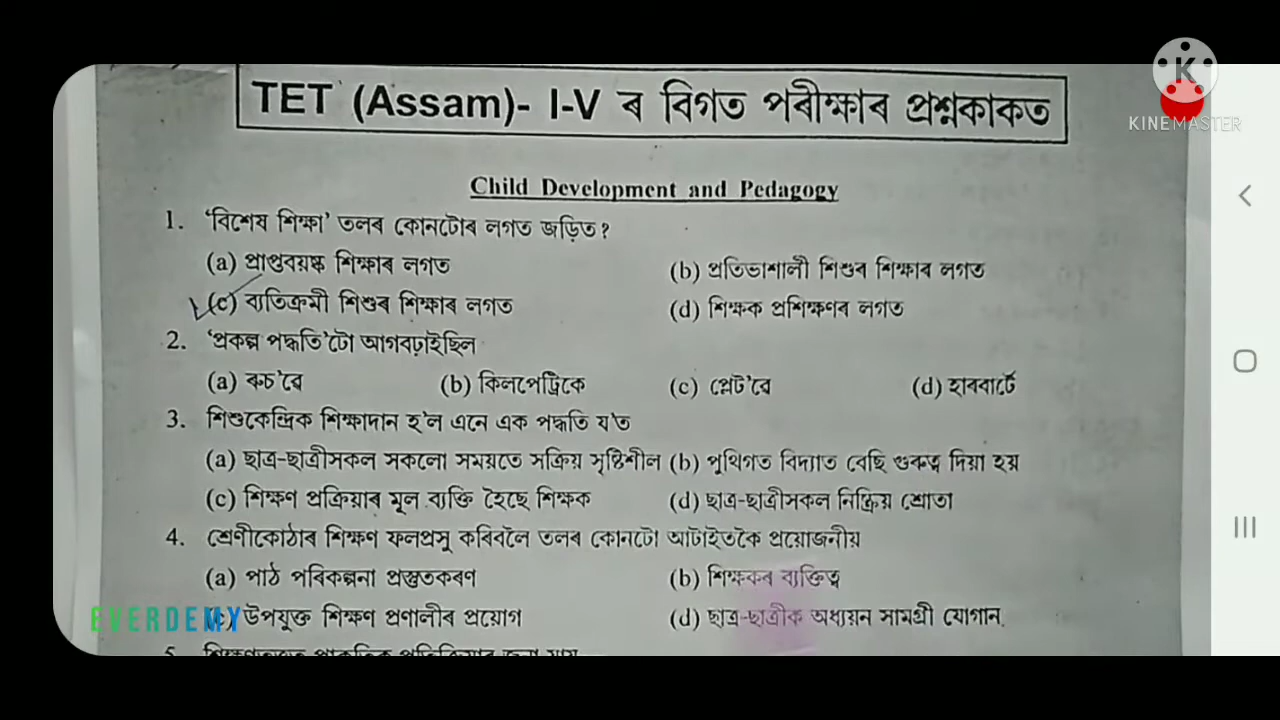 TET (Assam)- I-V ৰ বিগত পৰীক্ষাৰ প্ৰশ্নকাকত
KINEMASTER
Child Development and Pedagogy
1. ‘বিশেষ শিক্ষা’ তলৰ কোনটোৰ লগত জড়িত?
(a) প্ৰাপ্তবয়ষ্ক শিক্ষাৰ লগত (b) প্ৰতিভাশালী শিশুৰ শিক্ষাৰ লগত
(c) ব্যতিক্ৰমী শিশুৰ শিক্ষাৰ লগত (d) শিক্ষক প্ৰশিক্ষণৰ লগত
2. ‘প্ৰকল্প পদ্ধতি’টো আগবঢ়াইছিল
(a) ৰুচ’ৱে (b) কিলপেট্ৰিকে (c) প্লেট’ৱে (d) হাৰবাৰ্টে
3. শিশুকেন্দ্ৰিক শিক্ষাদান হ’ল এনে এক পদ্ধতি য’ত
(a) ছাত্ৰ-ছাত্ৰীসকল সকলো সময়তে সক্ৰিয় সৃষ্টিশীল (b) পুথিগত বিদ্যাত বেছি গুৰুত্ব দিয়া হয়
(c) শিক্ষণ প্ৰক্ৰিয়াৰ মূল ব্যক্তি হৈছে শিক্ষক (d) ছাত্ৰ-ছাত্ৰীসকল নিষ্ক্ৰিয় শ্ৰোতা
4. শ্ৰেণীকোঠাৰ শিক্ষণ ফলপ্ৰসু কৰিবলৈ তলৰ কোনটো আটাইতকৈ প্ৰয়োজনীয়
(a) পাঠ পৰিকল্পনা প্ৰস্তুতকৰণ (b) শিক্ষকৰ ব্যক্তিত্ব
(c) উপযুক্ত শিক্ষণ প্ৰণালীৰ প্ৰয়োগ (d) ছাত্ৰ-ছাত্ৰীক অধ্যয়ন সামগ্ৰী যোগান
EVERDEMY